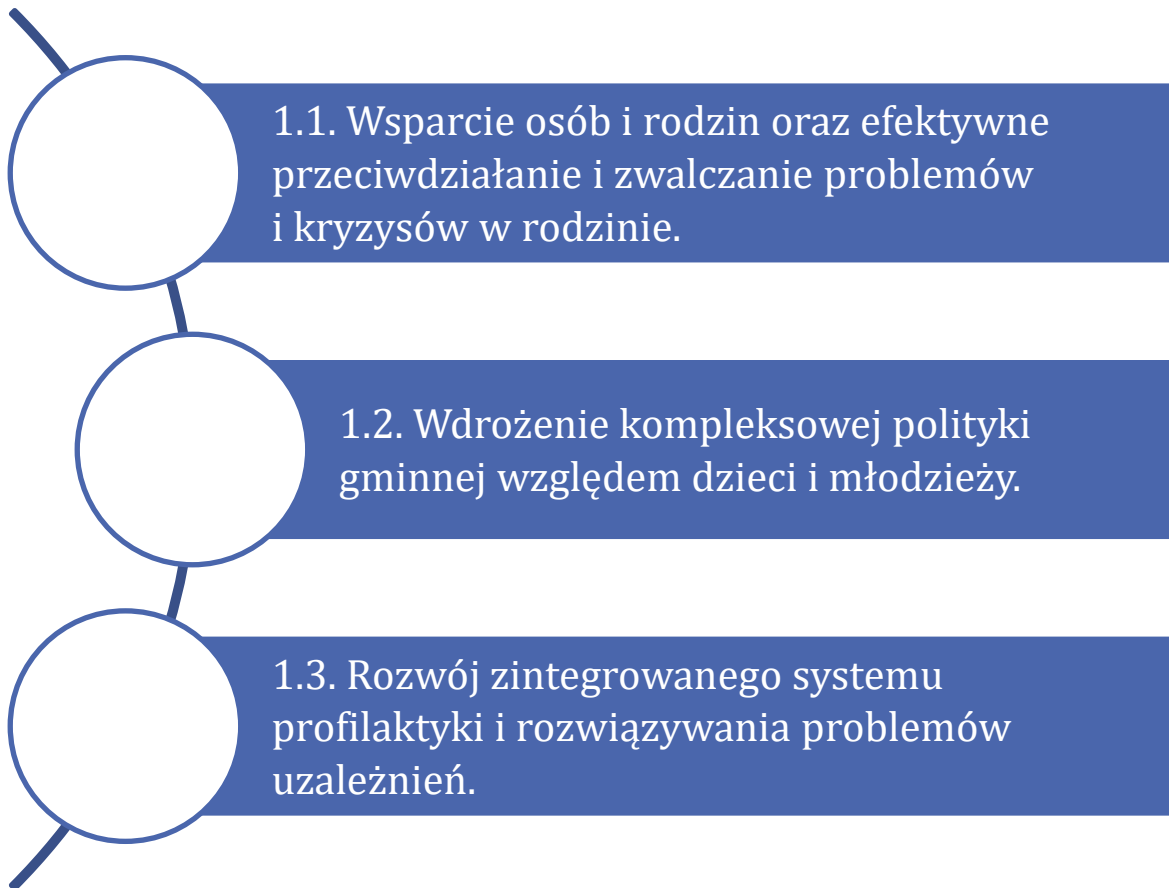 1.1. Wsparcie osób i rodzin oraz efektywne
przeciwdziałanie i zwalczanie problemów
i kryzysów w rodzinie.
1.2. Wdrożenie kompleksowej polityki
gminnej względem dzieci i młodzieży.
1.3. Rozwój zintegrowanego systemu
profilaktyki i rozwiązywania problemów
uzależnień.